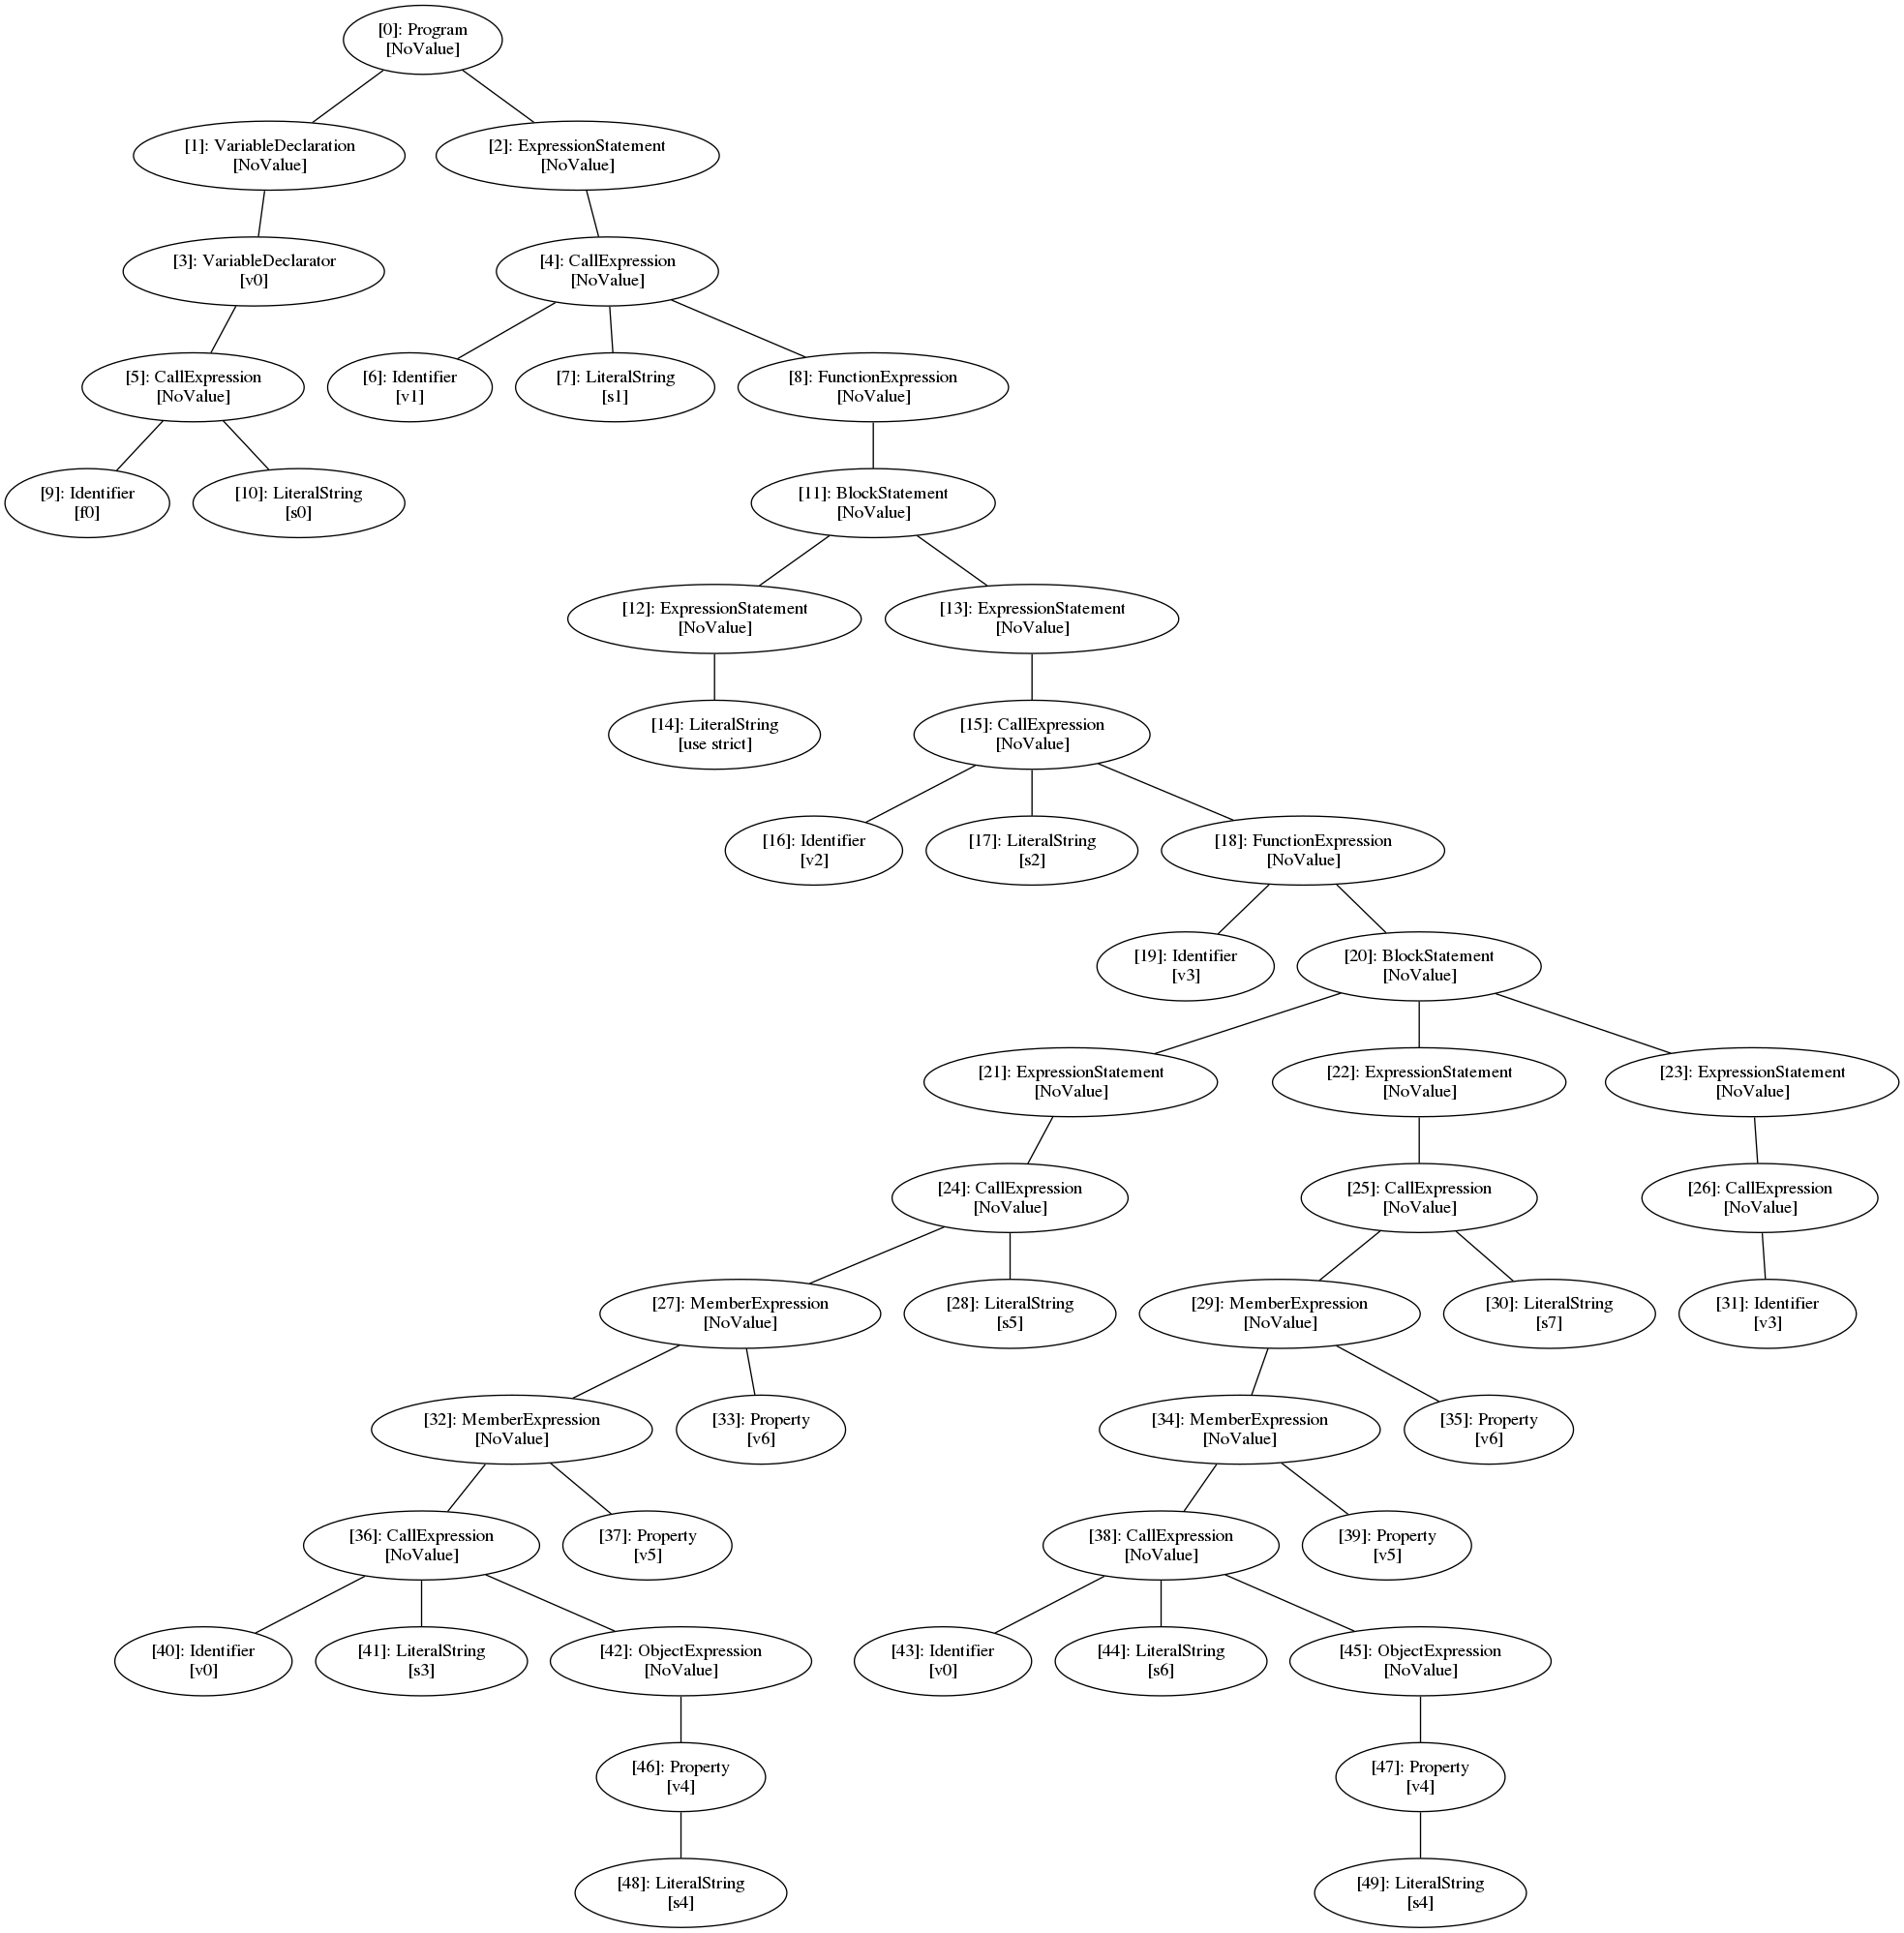 [0]: Program
[NoValue]
[1]: VariableDeclaration
[NoValue]
[2]: ExpressionStatement
[NoValue]
[3]: VariableDeclarator
[v0]
[4]: CallExpression
[NoValue]
[5]: CallExpression
[NoValue]
[6]: Identifier
[v1]
[7]: LiteralString
[s1]
[8]: FunctionExpression
[NoValue]
[9]: Identifier
[f0]
[10]: LiteralString
[s0]
[11]: BlockStatement
[NoValue]
[12]: ExpressionStatement
[NoValue]
[13]: ExpressionStatement
[NoValue]
[14]: LiteralString
[use strict]
[15]: CallExpression
[NoValue]
[16]: Identifier
[v2]
[17]: LiteralString
[s2]
[18]: FunctionExpression
[NoValue]
[19]: Identifier
[v3]
[20]: BlockStatement
[NoValue]
[21]: ExpressionStatement
[NoValue]
[22]: ExpressionStatement
[NoValue]
[23]: ExpressionStatement
[NoValue]
[24]: CallExpression
[NoValue]
[25]: CallExpression
[NoValue]
[26]: CallExpression
[NoValue]
[27]: MemberExpression
[NoValue]
[28]: LiteralString
[s5]
[29]: MemberExpression
[NoValue]
[30]: LiteralString
[s7]
[31]: Identifier
[v3]
[32]: MemberExpression
[NoValue]
[33]: Property
[v6]
[34]: MemberExpression
[NoValue]
[35]: Property
[v6]
[36]: CallExpression
[NoValue]
[37]: Property
[v5]
[38]: CallExpression
[NoValue]
[39]: Property
[v5]
[40]: Identifier
[v0]
[41]: LiteralString
[s3]
[42]: ObjectExpression
[NoValue]
[43]: Identifier
[v0]
[44]: LiteralString
[s6]
[45]: ObjectExpression
[NoValue]
[46]: Property
[v4]
[47]: Property
[v4]
[48]: LiteralString
[s4]
[49]: LiteralString
[s4]